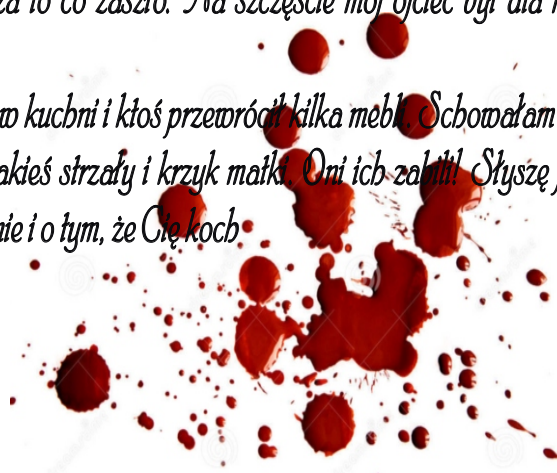 za to co zaszło. Na szczęście mój ojciec był dla
w kuchni i ktoś przewrócił kilka mebli. Schowałam
akieś strzały i krzyk matki. Oni ich zabili! Słyszę
nie i o tym, że Cię koch